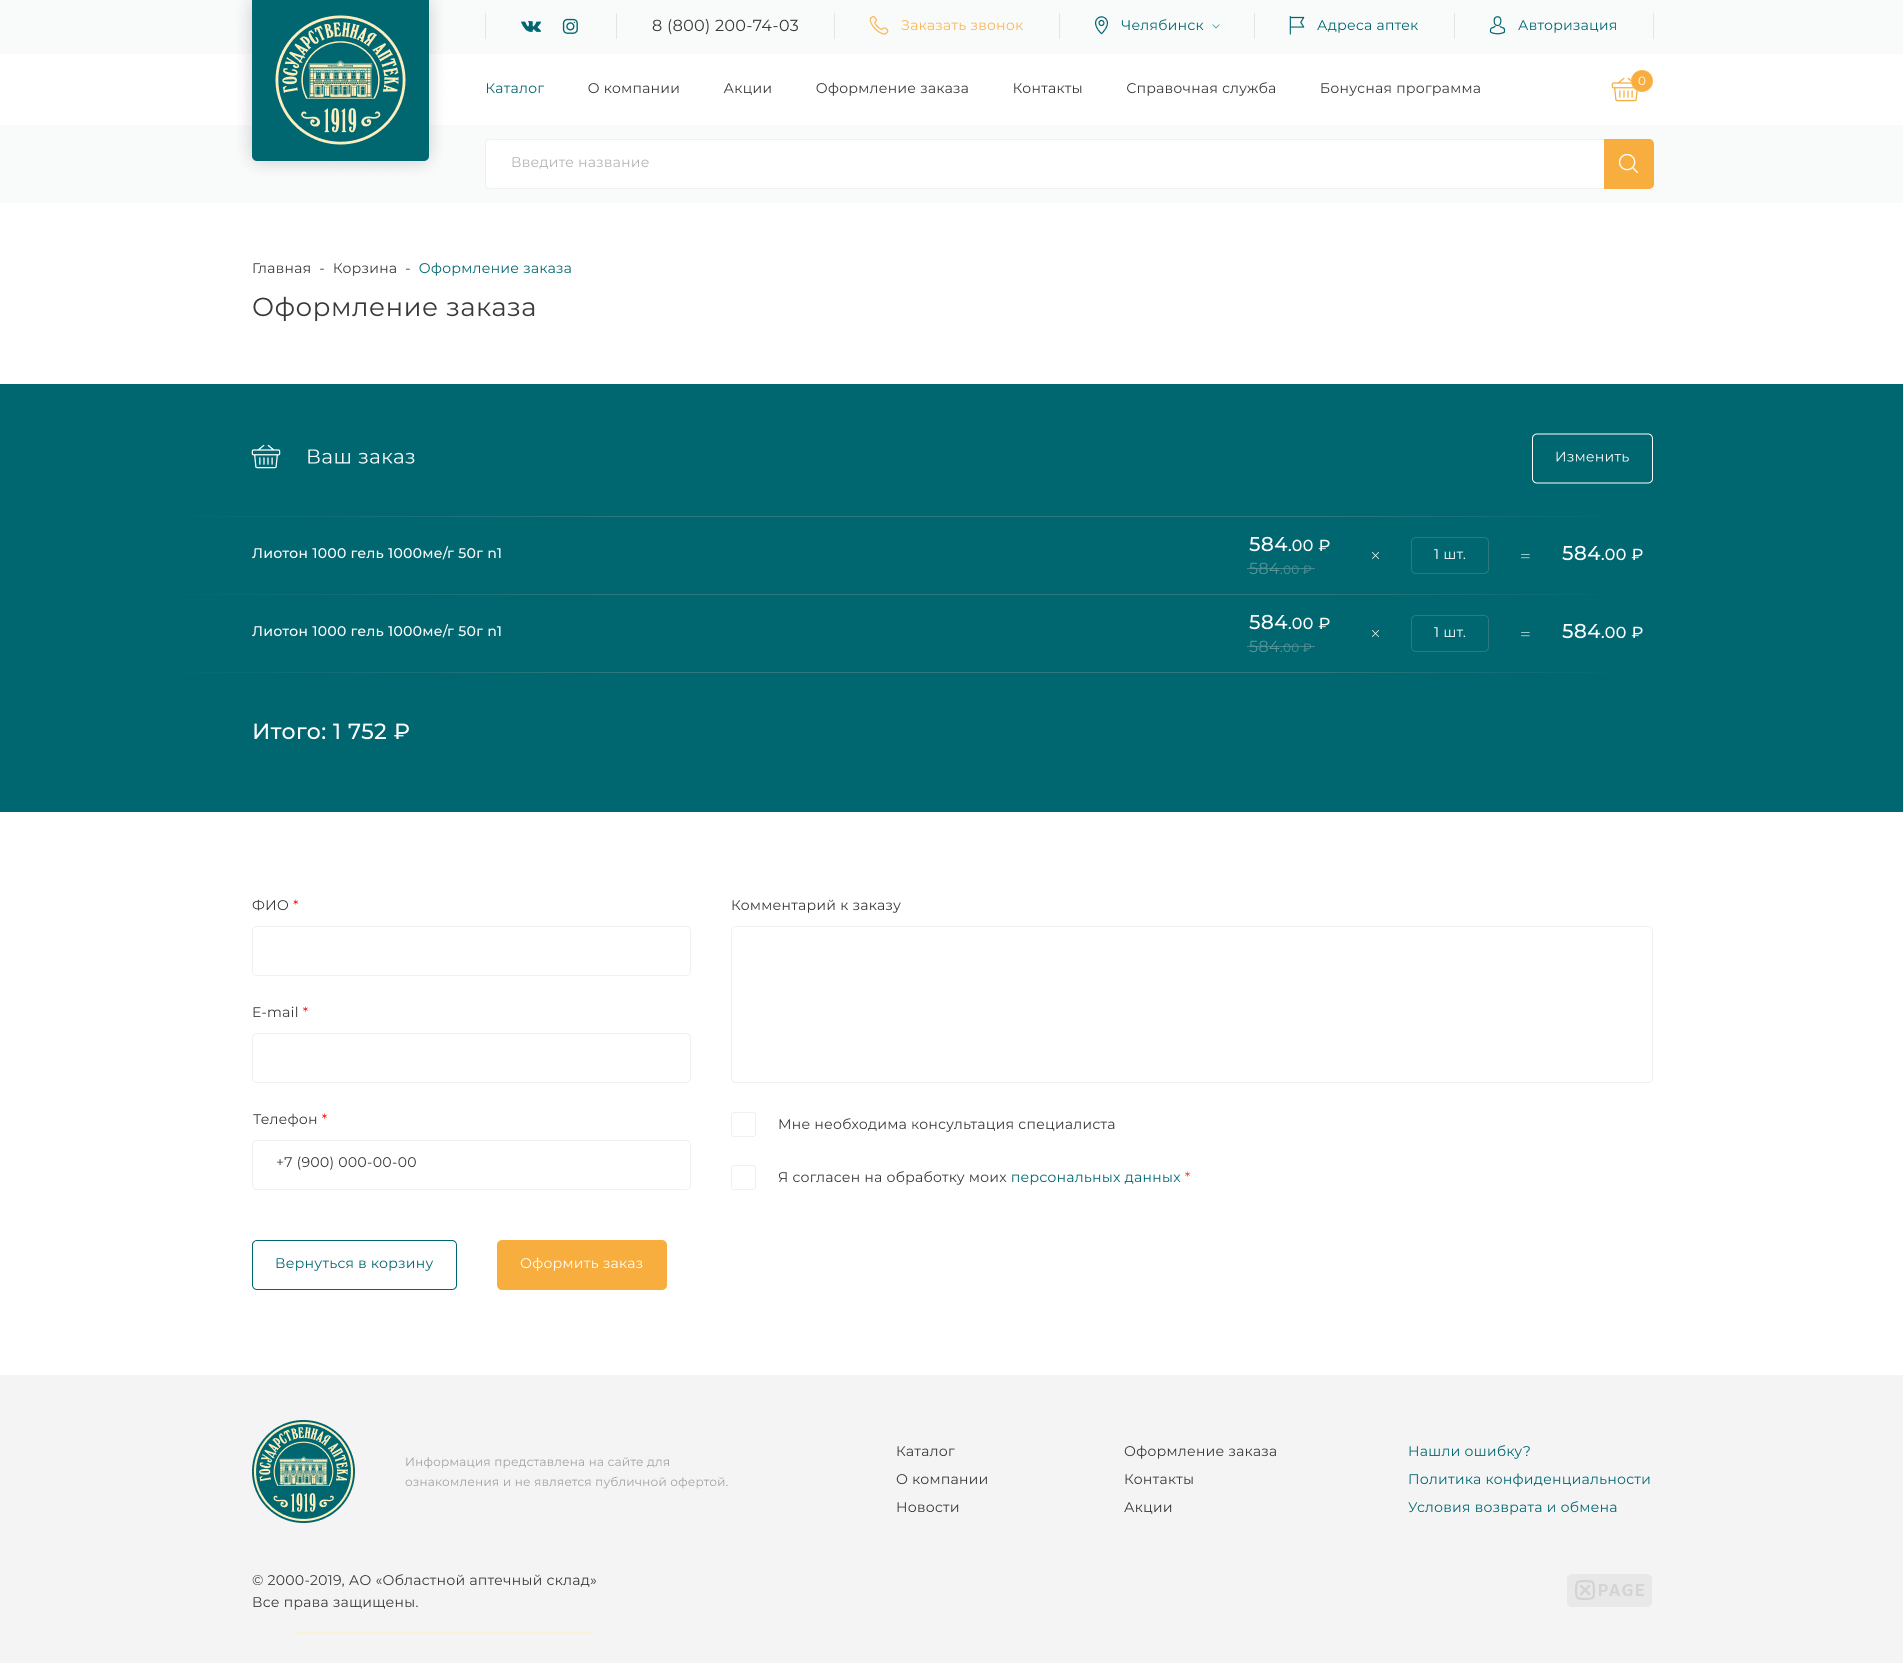 ГОСУДАРСТВЕННАЯ АПТЕКА
1919
8 (800) 200-74-03
Заказать звонок
Челябинск
Адреса аптек
Авторизация
Каталог
О компании
Акции
Оформление заказа
Контакты
Справочная служба
Бонусная программа
0
Введите название
Главная - Корзина - Оформление заказа
Оформление заказа
Ваш заказ
Изменить
Лиотон 1000 гель 1000ме/г 50г n1
584.00 ₽
584.00 ₽
×
1 шт.
=
584.00 ₽
Лиотон 1000 гель 1000ме/г 50г n1
584.00 ₽
584.00 ₽
×
1 шт.
=
584.00 ₽
Итого: 1 752 ₽
ФИО *
Комментарий к заказу
E-mail *
Телефон *
+7 (900) 000-00-00
Мне необходима консультация специалиста
Я согласен на обработку моих персональных данных *
Вернуться в корзину
Оформить заказ
ГОСУДАРСТВЕННАЯ АПТЕКА
1919
Информация представлена на сайте для
ознакомления и не является публичной офертой.
Каталог
О компании
Новости
Оформление заказа
Контакты
Акции
Нашли ошибку?
Политика конфиденциальности
Условия возврата и обмена
© 2000-2019, АО «Областной аптечный склад»
Все права защищены.
XPAGE